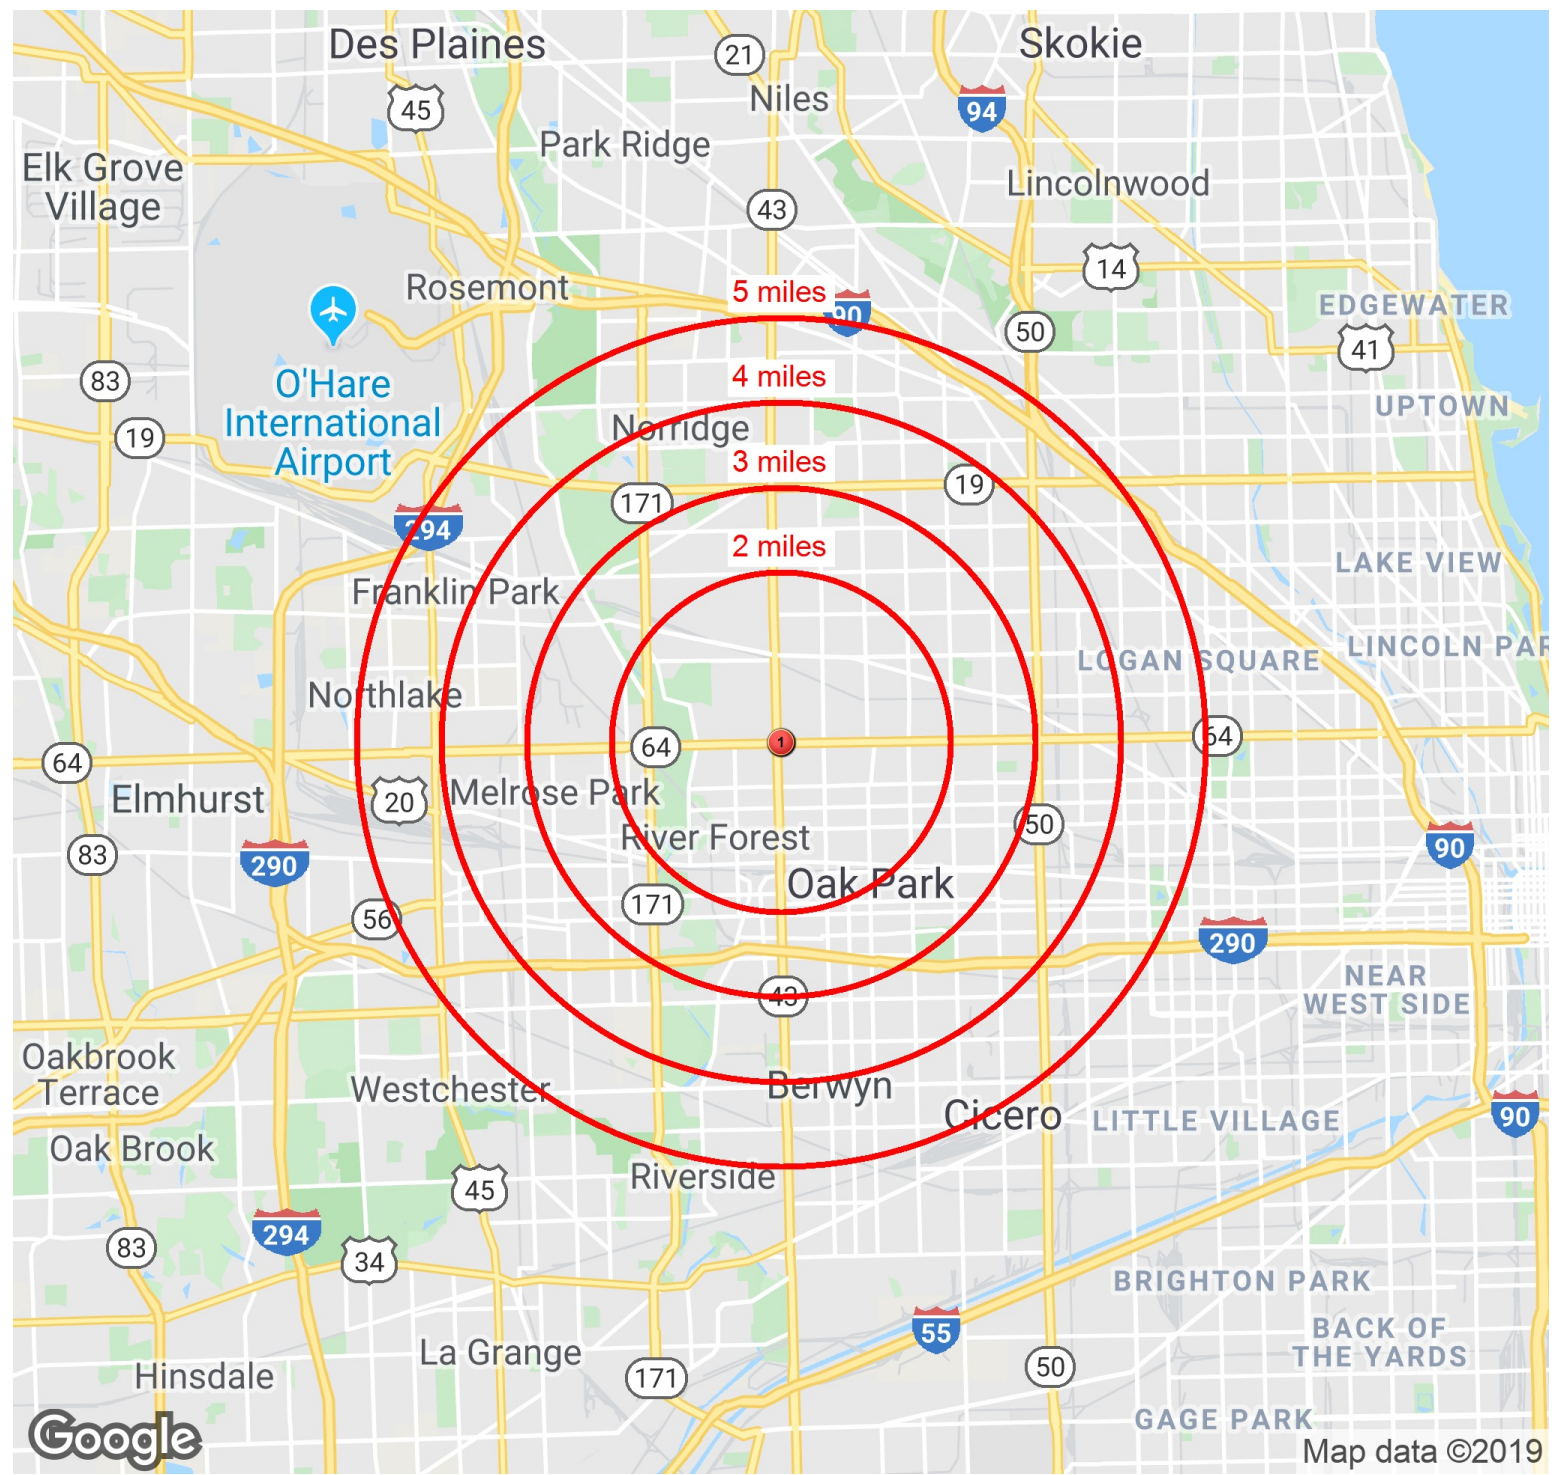 Des Plaines
Skokie
21
45
Niles
94
Park Ridge
Elk Grove
Village
Lincolnwood
43
14
Rosemont
5 miles
90
EDGEWATER
50
41
83
4 miles
O'Hare
International
Airport
UPTOWN
19
Norridge
3 miles
19
171
294
2 miles
LAKE VIEW
Franklin Park
LOGAN SQUARE
LINCOLN PAR
Northlake
64
64
1
64
Elmhurst
20
Melrose Park
River Forest
50
83
290
90
Oak Park
171
56
290
NEAR
WEST SIDE
43
Oakbrook
Terrace
Westchester
Berwyn
Cicero
LITTLE VILLAGE
90
Oak Brook
Riverside
45
294
83
34
BRIGHTON PARK
55
BACK OF
THE YARDS
La Grange
50
Hinsdale
171
GAGE PARK
Google
Map data ©2019